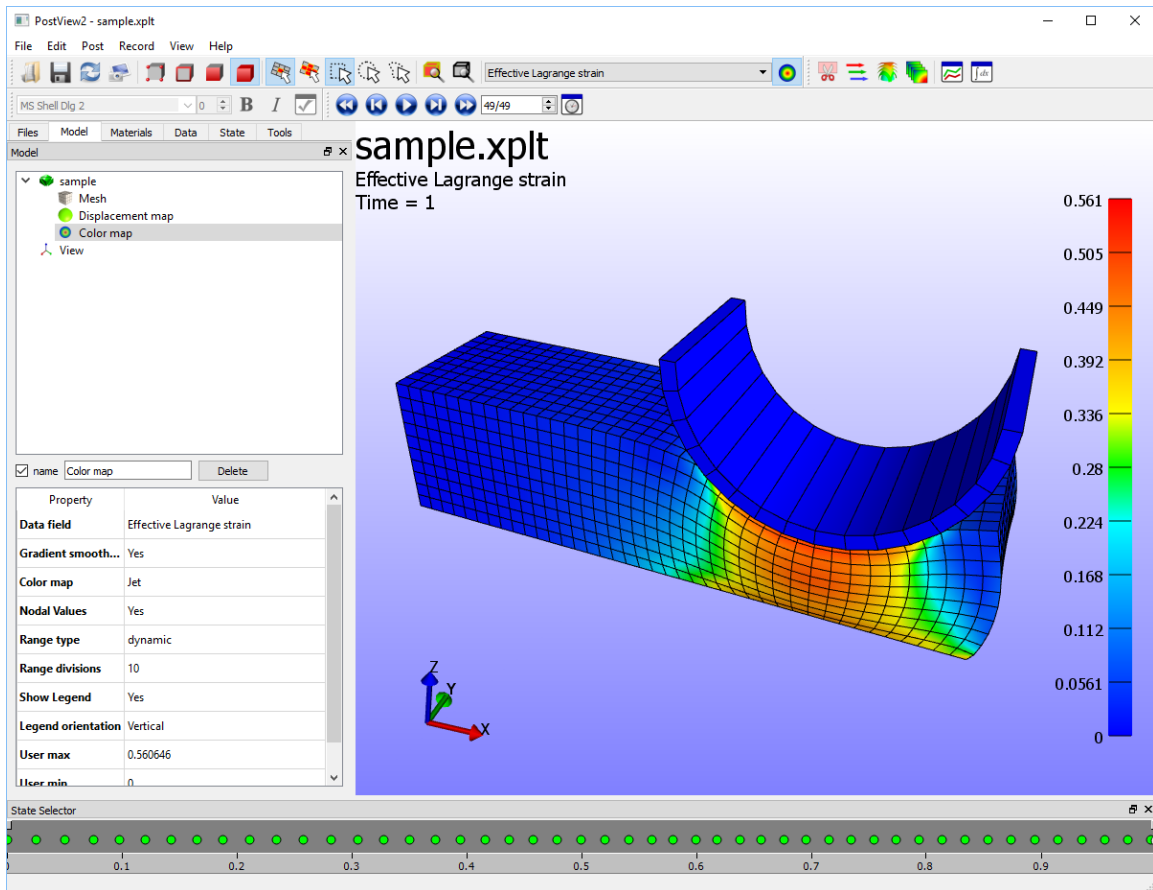 PostView2 - sample.xplt
File Edit Post Record View Help
Effective Lagrange strain
∫dx
MS Shell Dlg 2 0 B I 49/49
Files Model Materials Data State Tools
Model
sample
Mesh
Displacement map
Color map
View
name Color map Delete
Property Value
Data field Effective Lagrange strain
Gradient smooth... Yes
Color map Jet
Nodal Values Yes
Range type dynamic
Range divisions 10
Show Legend Yes
Legend orientation Vertical
User max 0.560646
User min 0
sample.xplt
Effective Lagrange strain
Time = 1
0.561
0.505
0.449
0.392
0.336
0.28
0.224
0.168
0.112
0.0561
0
Z
Y
X
State Selector
0.1 0.2 0.3 0.4 0.5 0.6 0.7 0.8 0.9